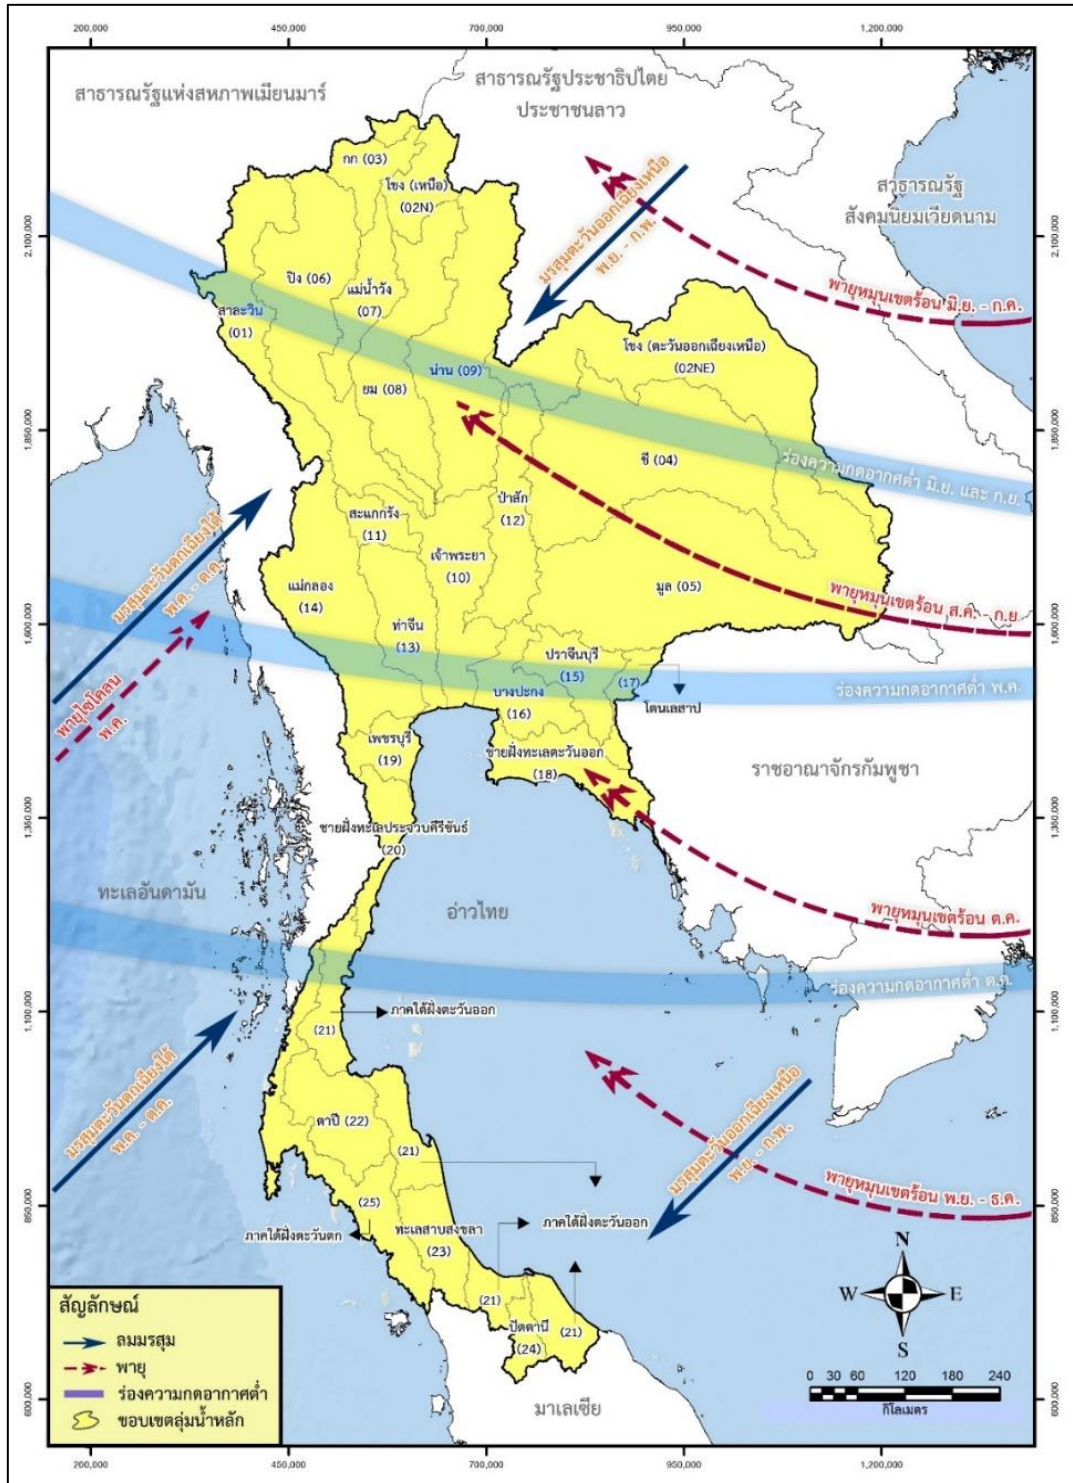 200,000 450,000 700,000 950,000 1,200,000
สาธารณรัฐแห่งสหภาพเมียนมาร์
สาธารณรัฐประชาธิปไตย
ประชาชนลาว
สาธารณรัฐ
สังคมนิยมเวียดนาม
กก (03)
โขง (เหนือ)
(02N)
มรสุมตะวันออกเฉียงเหนือ
พ.ย. - ก.พ.
พายุหมุนเขตร้อน มิ.ย. - ก.ค.
2,100,000
2,100,000
ปิง (06)
แม่น้ำวัง
(07)
สาละวิน
(01)
โขง (ตะวันออกเฉียงเหนือ)
(02NE)
น่าน (09)
ยม (08)
1,850,000
1,850,000
ชี (04)
ร่องความกดอากาศต่ำ มิ.ย. และ ก.ย.
ป่าสัก
(12)
สะแกกรัง
(11)
เจ้าพระยา
(10)
มรสุมตะวันตกเฉียงใต้
พ.ค. - ต.ค.
แม่กลอง
(14)
มูล (05)
พายุหมุนเขตร้อน ส.ค. - ก.ย.
1,600,000
1,600,000
ท่าจีน
(13)
ปราจีนบุรี
(15)
(17)
พายุไซโคลน
พ.ค.
บางปะกง
(16)
ร่องความกดอากาศต่ำ พ.ค.
โตนเลสาป
เพชรบุรี
(19)
ชายฝั่งทะเลตะวันออก
(18)
ราชอาณาจักรกัมพูชา
1,350,000
1,350,000
ชายฝั่งทะเลประจวบคีรีขันธ์
(20)
ทะเลอันดามัน
อ่าวไทย
พายุหมุนเขตร้อน ต.ค.
ร่องความกดอากาศต่ำ ต.ค.
1,100,000
1,100,000
ภาคใต้ฝั่งตะวันออก
(21)
มรสุมตะวันตกเฉียงใต้
พ.ค. - ต.ค.
มรสุมตะวันออกเฉียงเหนือ
พ.ย. - ก.พ.
ตาปี (22)
(21)
พายุหมุนเขตร้อน พ.ย. - ธ.ค.
850,000
850,000
(25)
ภาคใต้ฝั่งตะวันตก
ทะเลสาบสงขลา
(23)
ภาคใต้ฝั่งตะวันออก
(21)
ปัตตานี
(24)
(21)
N
W E
S
สัญลักษณ์
ลมมรสุม
พายุ
ร่องความกดอากาศต่ำ
ขอบเขตลุ่มน้ำหลัก
0 30 60 120 180 240
กิโลเมตร
มาเลเซีย
600,000
600,000
200,000 450,000 700,000 950,000 1,200,000